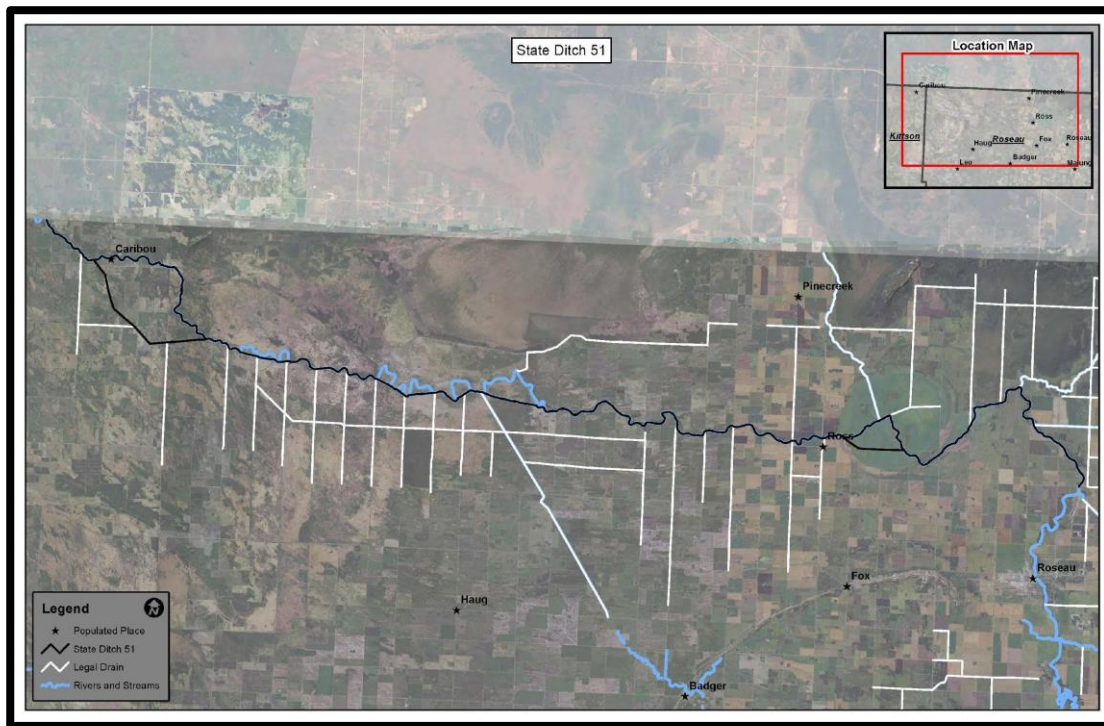 State Ditch 51
Location Map
Caribou
Pinecreek
Ross
Kittson
Roseau
Fox
Roseau
Haug
Badger
Leo
Malung
Caribou
Pinecreek
Ross
Fox
Roseau
Haug
Badger
Legend
Populated Place
State Ditch 51
Legal Drain
Rivers and Streams